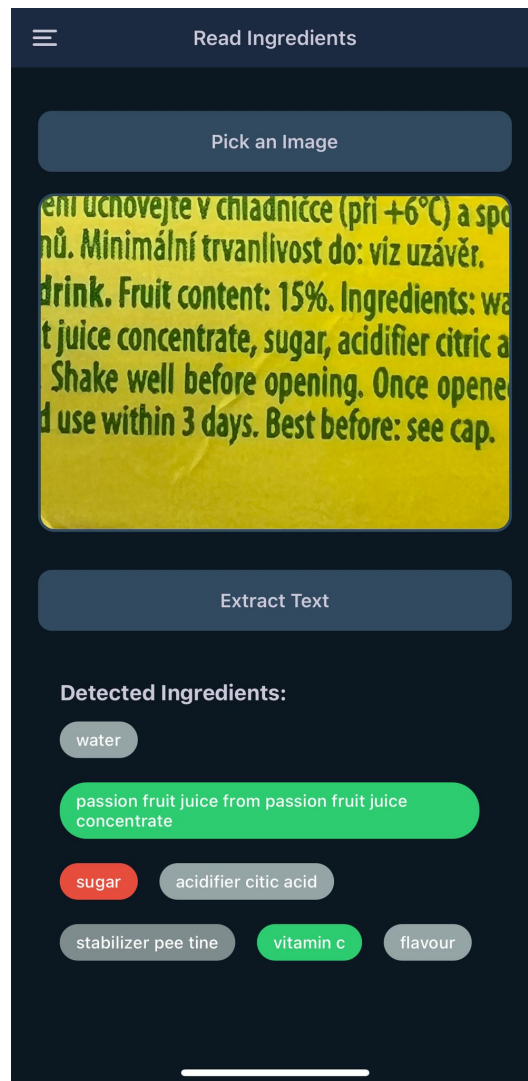 Read Ingredients
Pick an Image
ení uchovejte v chladničce (při +6°C) a spo
nů. Minimální trvanlivost do: viz uzávěr.
drink. Fruit content: 15%. Ingredients: wa
t juice concentrate, sugar, acidifier citric a
Shake well before opening. Once opene
d use within 3 days. Best before: see cap.
Extract Text
Detected Ingredients:
water
passion fruit juice from passion fruit juice
concentrate
sugar acidifier citic acid
stabilizer pee tine vitamin c flavour